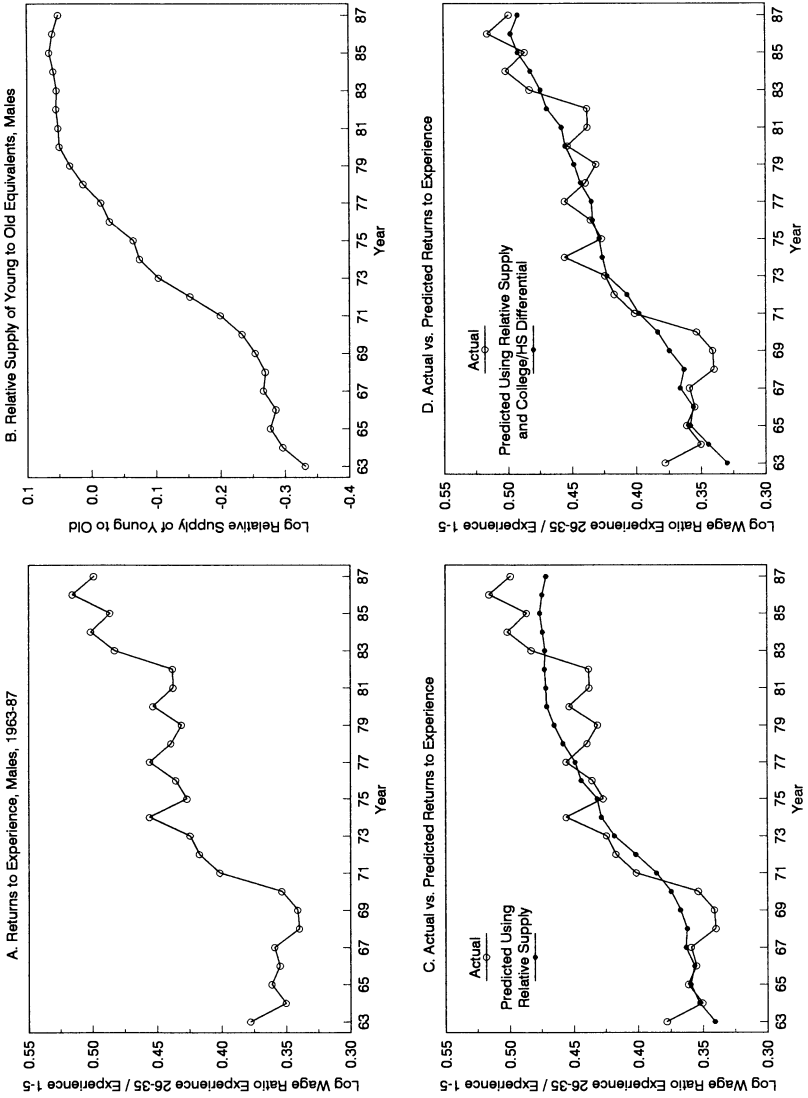 A. Returns to Experience, Males, 1963-87
Log Wage Ratio Experience 26-35 / Experience 1-5
0.55
0.50
0.45
0.40
0.35
0.30
63 65 67 69 71 73 75 77 79 81 83 85 87
Year
B. Relative Supply of Young to Old Equivalents, Males
Log Relative Supply of Young to Old
0.1
0.0
-0.1
-0.2
-0.3
-0.4
63 65 67 69 71 73 75 77 79 81 83 85 87
Year
C. Actual vs. Predicted Returns to Experience
Log Wage Ratio Experience 26-35 / Experience 1-5
0.55
0.50
0.45
0.40
0.35
0.30
Actual
Predicted Using
Relative Supply
63 65 67 69 71 73 75 77 79 81 83 85 87
Year
D. Actual vs. Predicted Returns to Experience
Log Wage Ratio Experience 26-35 / Experience 1-5
0.55
0.50
0.45
0.40
0.35
0.30
Actual
Predicted Using Relative Supply
and College/HS Differential
63 65 67 69 71 73 75 77 79 81 83 85 87
Year